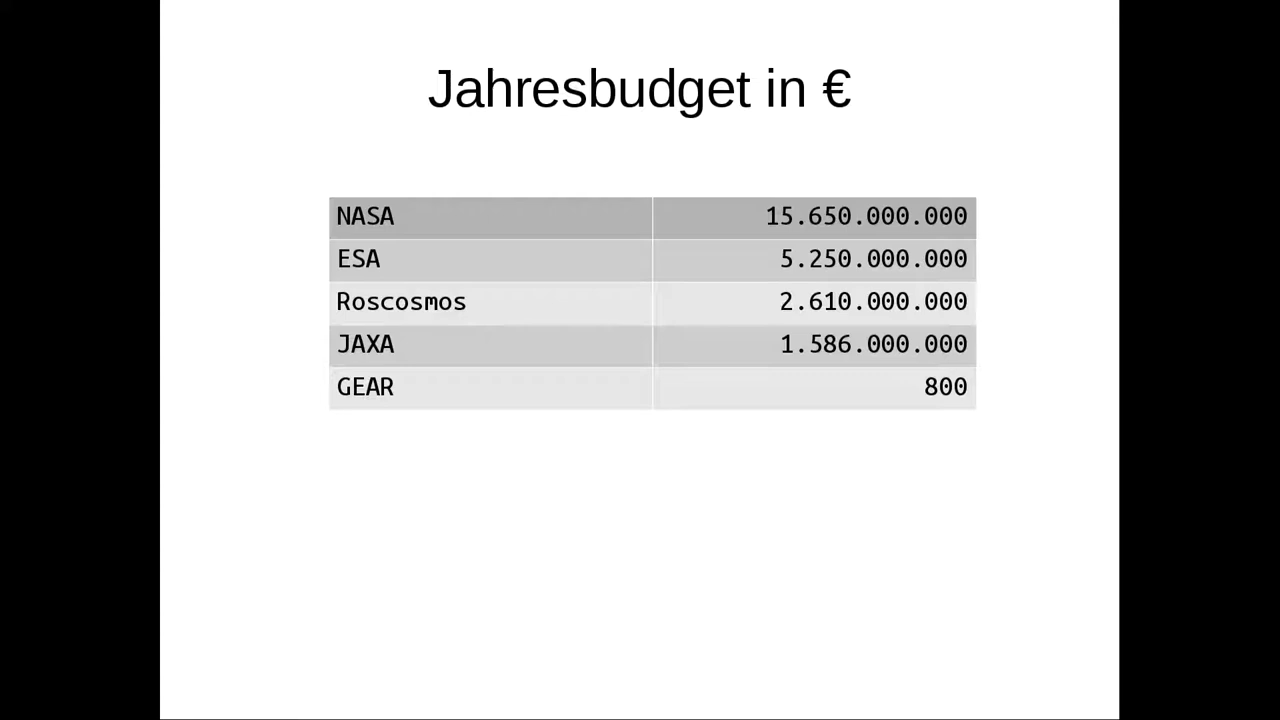 Jahresbudget in €
NASA 15.650.000.000
ESA 5.250.000.000
Roscosmos 2.610.000.000
JAXA 1.586.000.000
GEAR 800